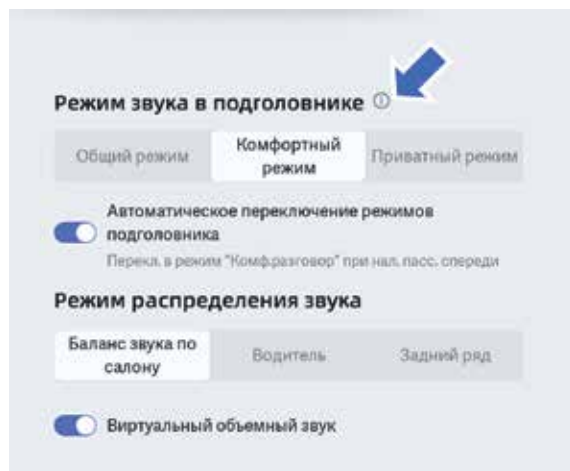 Режим звука в подголовнике ⓘ
Общий режим
Комфортный
режим
Приватный режим
Автоматическое переключение режимов
подголовника
Перекл. в режим "Комф.разговор" при нал. пасс. спереди
Режим распределения звука
Баланс звука по
салону
Водитель
Задний ряд
Виртуальный объемный звук